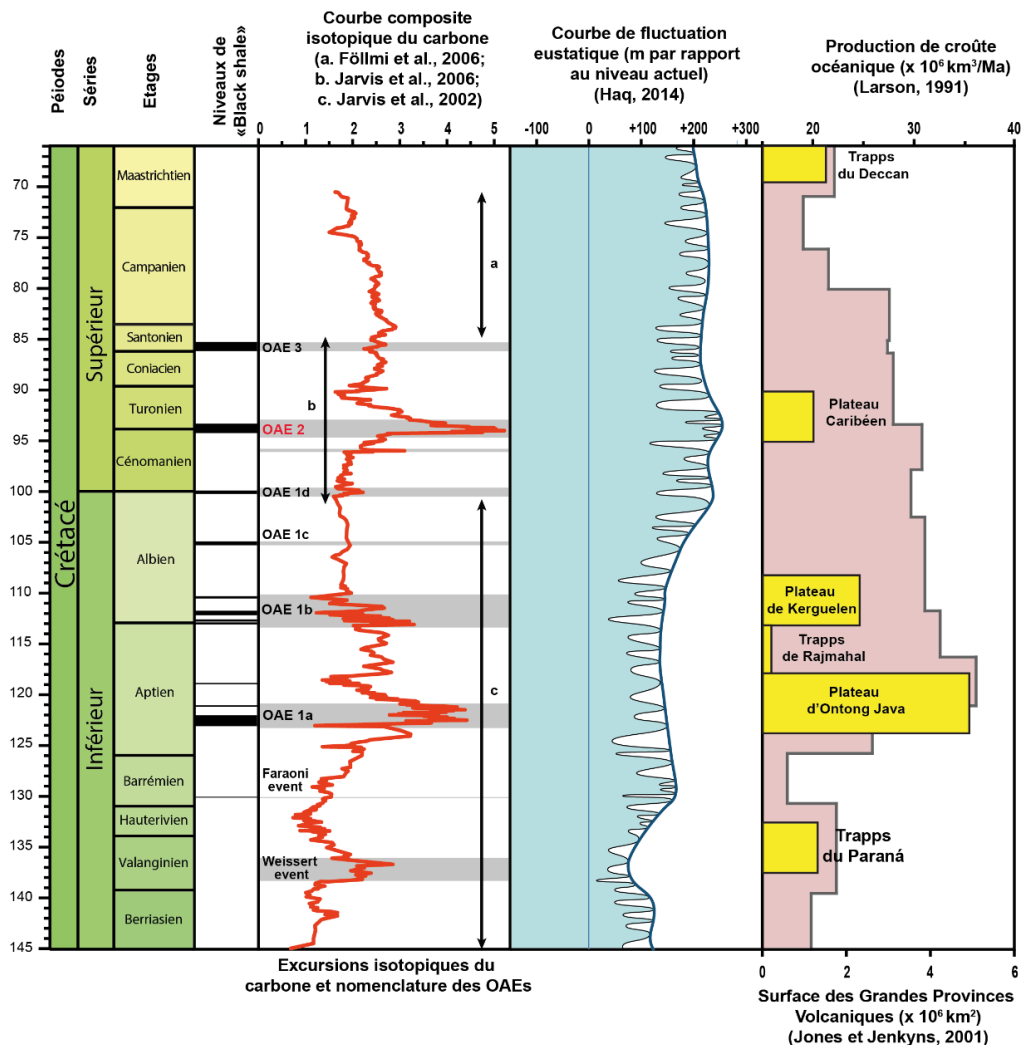 Péiodes
Séries
Etages
Niveaux de
«Black shale»
Courbe composite
isotopique du carbone
(a. Föllmi et al., 2006;
b. Jarvis et al., 2006;
c. Jarvis et al., 2002)
0 1 2 3 4 5
Courbe de fluctuation
eustatique (m par rapport
au niveau actuel)
(Haq, 2014)
-100 0 +100 +200 +300
Production de croûte
océanique (x 10⁶ km³/Ma)
(Larson, 1991)
20 30 40
70
75
80
85
90
95
100
105
110
115
120
125
130
135
140
145
Crétacé
Supérieur
Inférieur
Maastrichtien
Campanien
Santonien
Coniacien
Turonien
Cénomanien
Albien
Aptien
Barrémien
Hauterivien
Valanginien
Berriasien
OAE 3
OAE 2
OAE 1d
OAE 1c
OAE 1b
OAE 1a
Faraoni
event
Weissert
event
a
b
c
Trapps
du Deccan
Plateau
Caribéen
Plateau
de Kerguelen
Trapps
de Rajmahal
Plateau
d'Ontong Java
Trapps
du Paraná
Excursions isotopiques du
carbone et nomenclature des OAEs
0 2 4 6
Surface des Grandes Provinces
Volcaniques (x 10⁶ km²)
(Jones et Jenkyns, 2001)